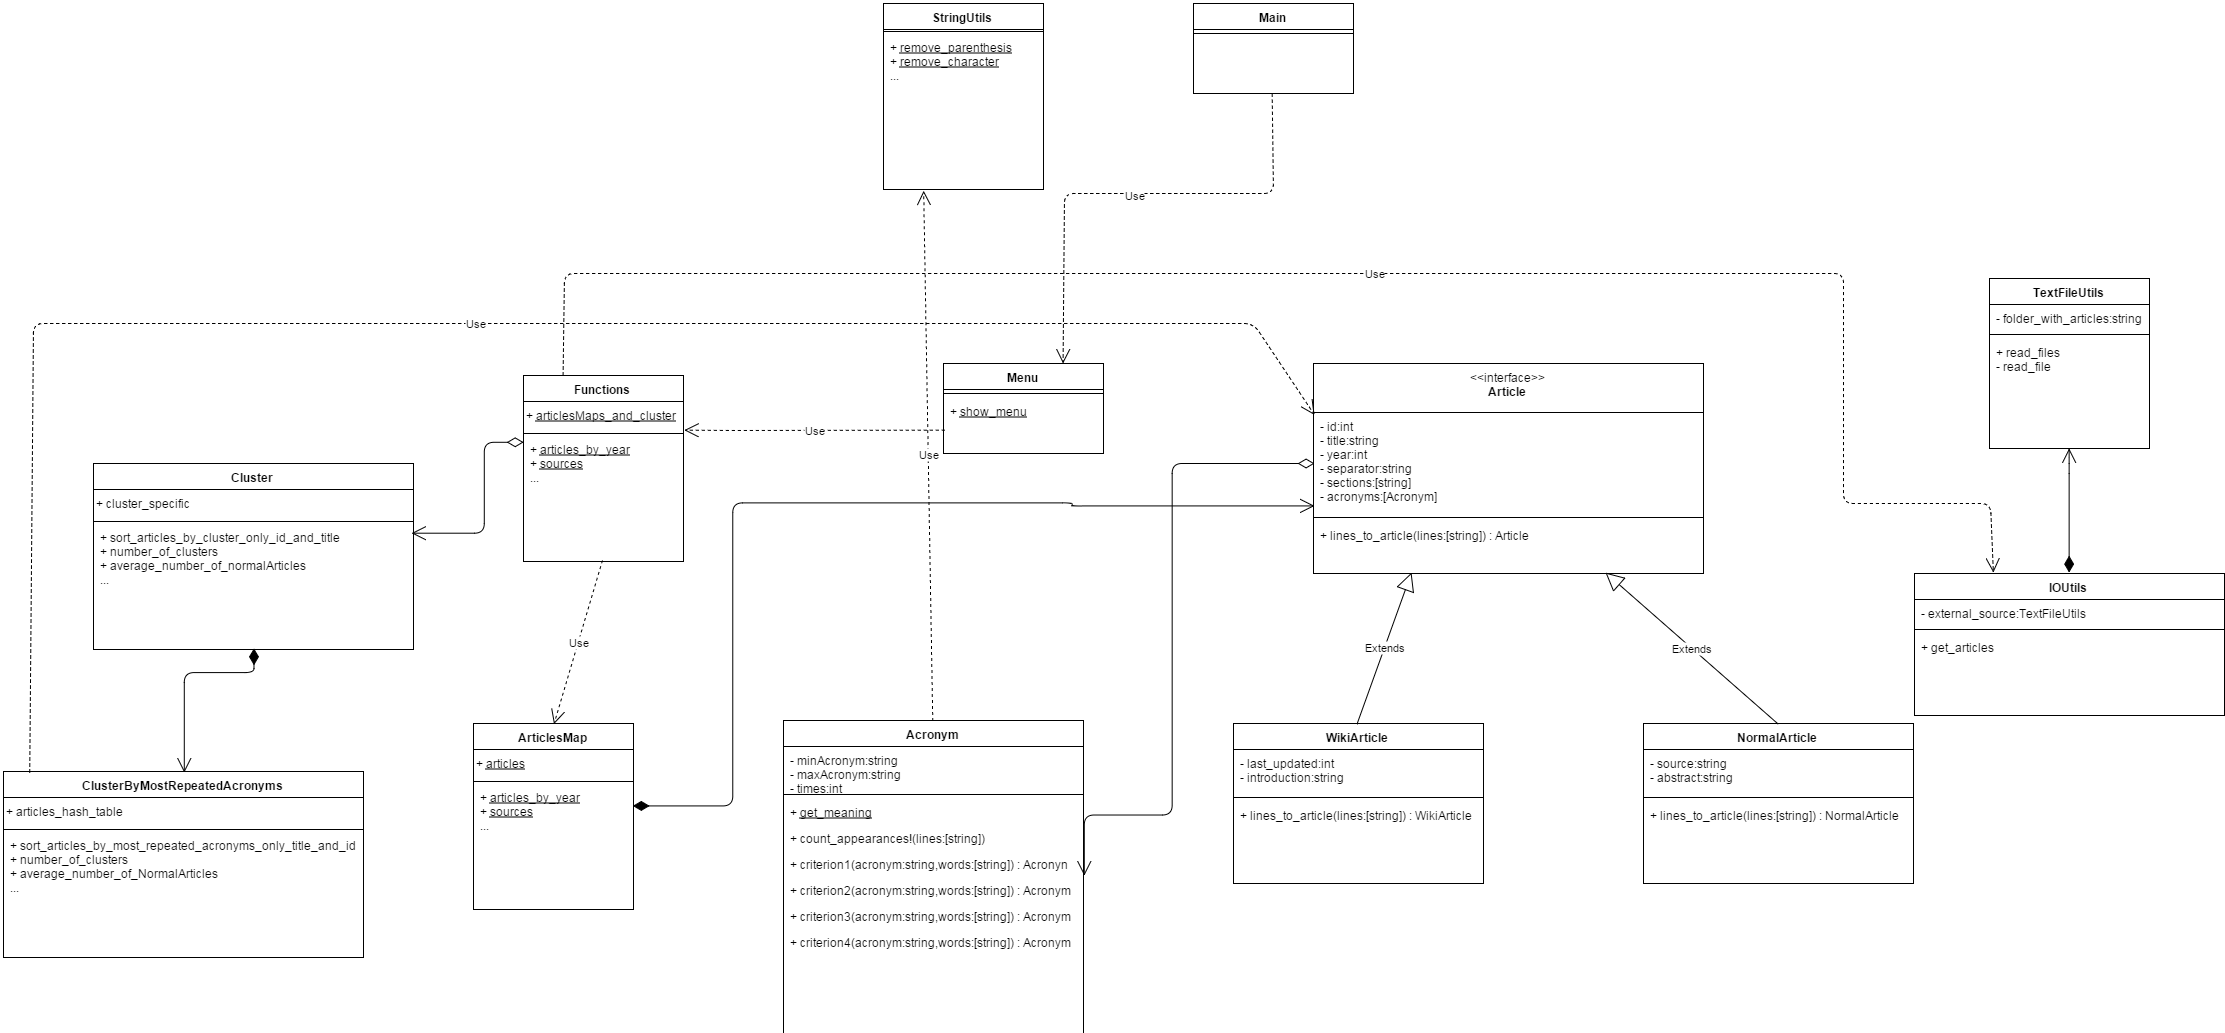 StringUtils
+ remove_parenthesis
+ remove_character
...
Main
Use
Use
Use
TextFileUtils
- folder_with_articles:string
+ read_files
- read_file
Functions
+ articlesMaps_and_cluster
+ articles_by_year
+ sources
...
Use
Menu
+ show_menu
Use
<<interface>>
Article
- id:int
- title:string
- year:int
- separator:string
- sections:[string]
- acronyms:[Acronym]
+ lines_to_article(lines:[string]) : Article
Cluster
+ cluster_specific
+ sort_articles_by_cluster_only_id_and_title
+ number_of_clusters
+ average_number_of_normalArticles
...
IOUtils
- external_source:TextFileUtils
+ get_articles
Use
Extends
Extends
ClusterByMostRepeatedAcronyms
+ articles_hash_table
+ sort_articles_by_most_repeated_acronyms_only_title_and_id
+ number_of_clusters
+ average_number_of_NormalArticles
...
ArticlesMap
+ articles
+ articles_by_year
+ sources
...
Acronym
- minAcronym:string
- maxAcronym:string
- times:int
+ get_meaning
+ count_appearances!(lines:[string])
+ criterion1(acronym:string,words:[string]) : Acronyn
+ criterion2(acronym:string,words:[string]) : Acronym
+ criterion3(acronym:string,words:[string]) : Acronym
+ criterion4(acronym:string,words:[string]) : Acronym
WikiArticle
- last_updated:int
- introduction:string
+ lines_to_article(lines:[string]) : WikiArticle
NormalArticle
- source:string
- abstract:string
+ lines_to_article(lines:[string]) : NormalArticle